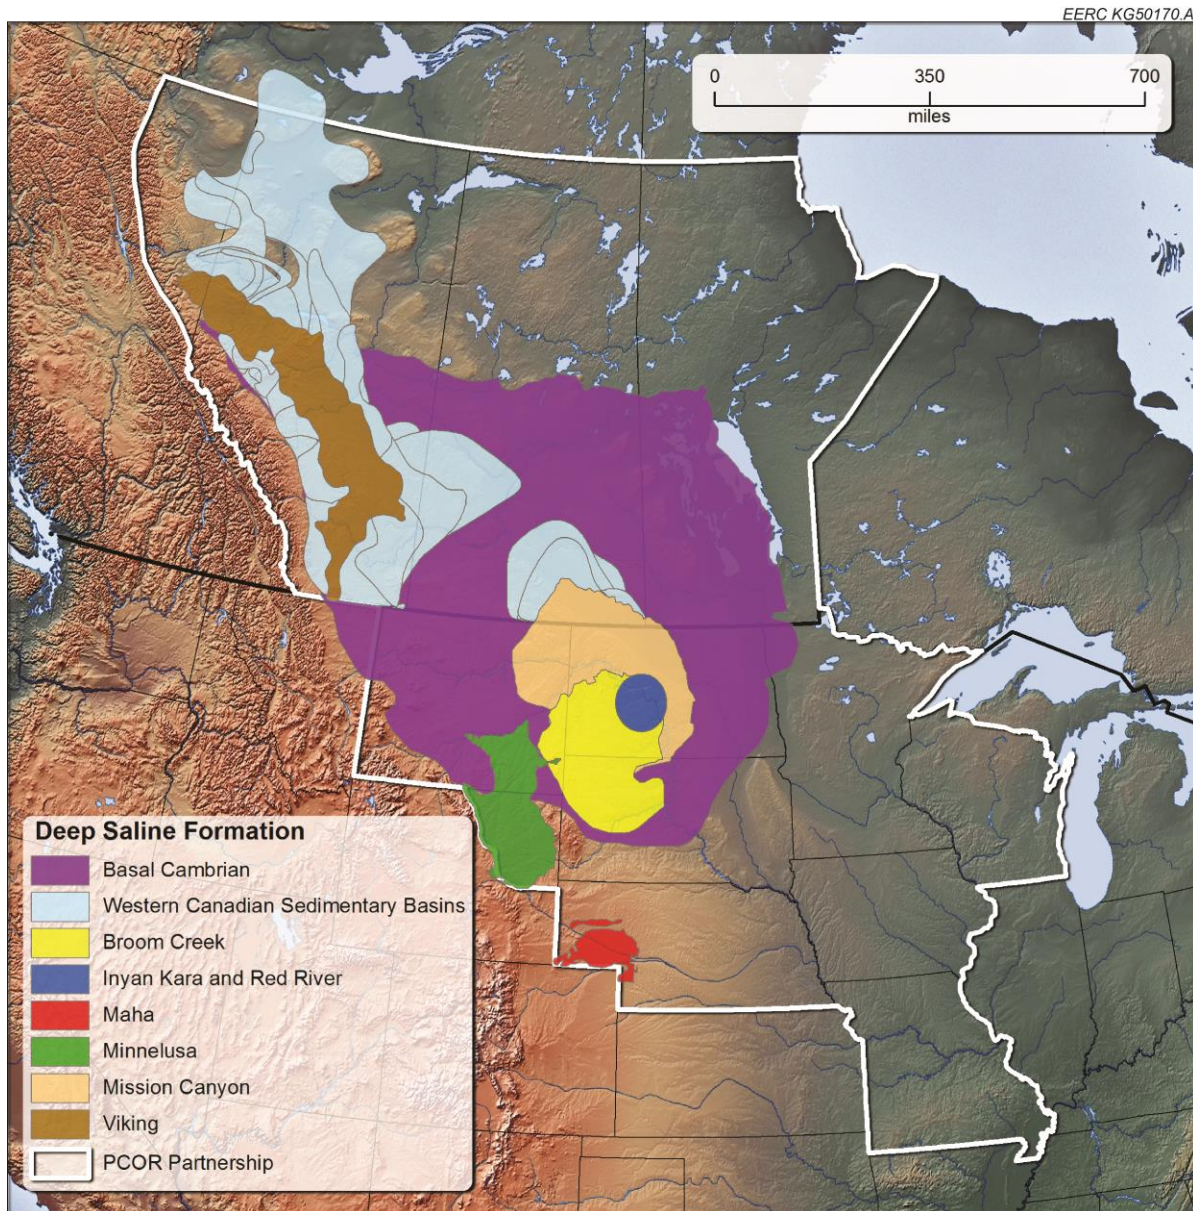 EERC KG50170.A
0 350 700
miles
Deep Saline Formation
Basal Cambrian
Western Canadian Sedimentary Basins
Broom Creek
Inyan Kara and Red River
Maha
Minnelusa
Mission Canyon
Viking
PCOR Partnership